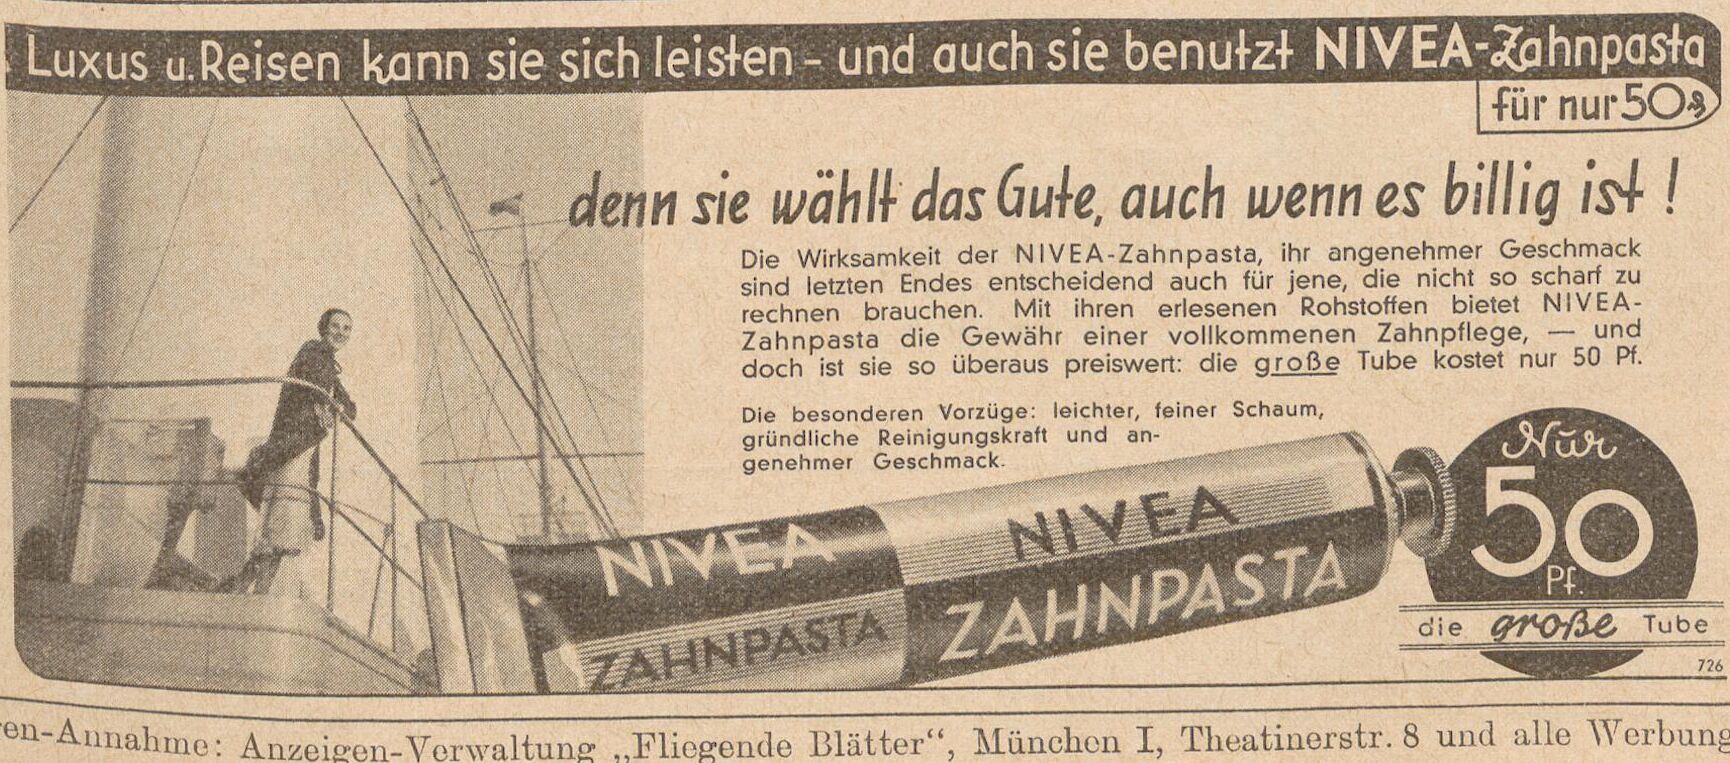 Luxus u. Reisen kann sie sich leisten – und auch sie benutzt NIVEA-Zahnpasta
für nur 50 ₰
denn sie wählt das Gute, auch wenn es billig ist !
Die Wirksamkeit der NIVEA-Zahnpasta, ihr angenehmer Geschmack
sind letzten Endes entscheidend auch für jene, die nicht so scharf zu
rechnen brauchen. Mit ihren erlesenen Rohstoffen bietet NIVEA-
Zahnpasta die Gewähr einer vollkommenen Zahnpflege, — und
doch ist sie so überaus preiswert: die große Tube kostet nur 50 Pf.
Die besonderen Vorzüge: leichter, feiner Schaum,
gründliche Reinigungskraft und an-
genehmer Geschmack.
NIVEA
ZAHNPASTA
NIVEA
ZAHNPASTA
Nur
50
Pf.
die große Tube
726
en-Annahme: Anzeigen-Verwaltung „Fliegende Blätter“, München I, Theatinerstr. 8 und alle Werbung